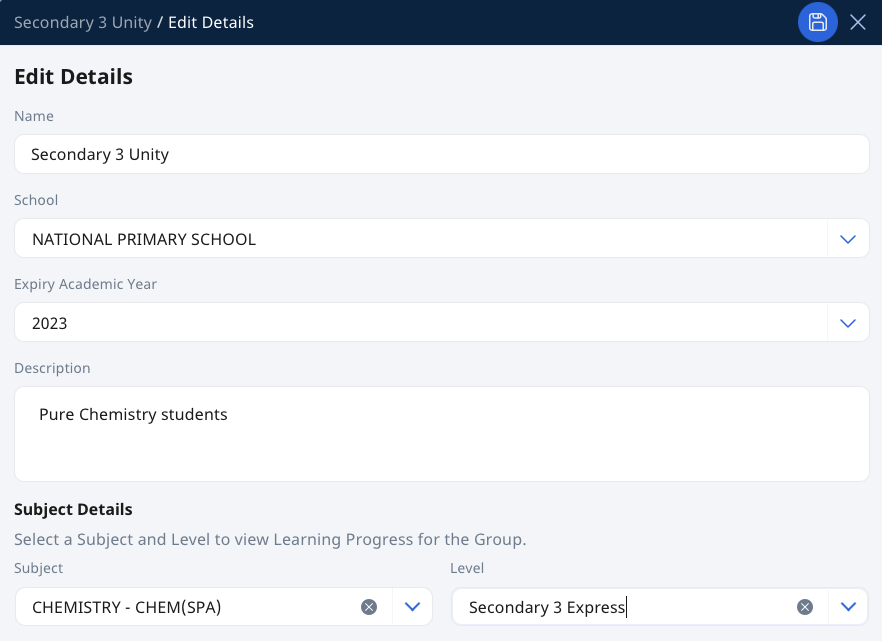 Secondary 3 Unity / Edit Details
Edit Details
Name
Secondary 3 Unity
School
NATIONAL PRIMARY SCHOOL
Expiry Academic Year
2023
Description
Pure Chemistry students
Subject Details
Select a Subject and Level to view Learning Progress for the Group.
Subject
Level
CHEMISTRY - CHEM(SPA)
Secondary 3 Express